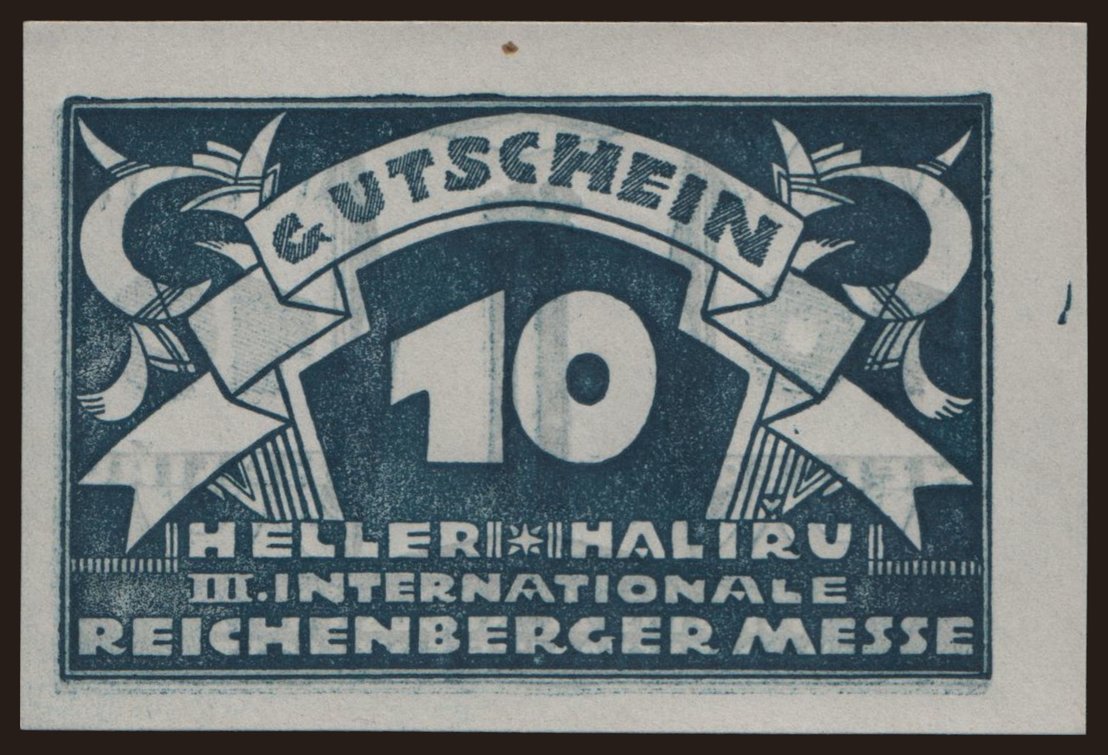 GUTSCHEIN
10
HELLER HALÍŘŮ
III. INTERNATIONALE
REICHENBERGER MESSE